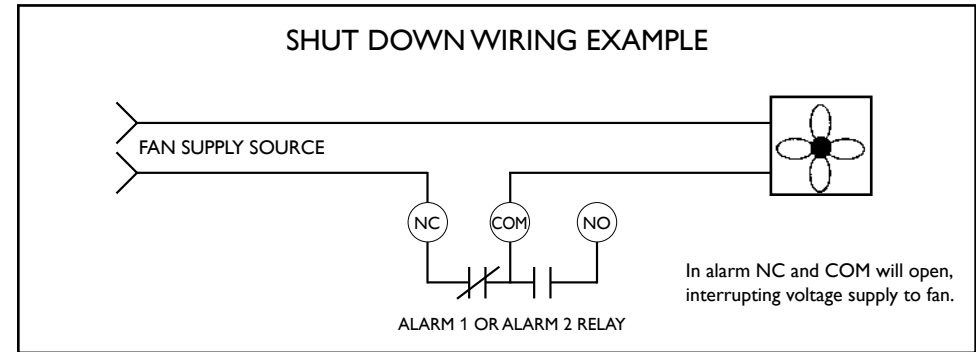 SHUT DOWN WIRING EXAMPLE
FAN SUPPLY SOURCE
NC
COM
NO
In alarm NC and COM will open,
interrupting voltage supply to fan.
ALARM 1 OR ALARM 2 RELAY